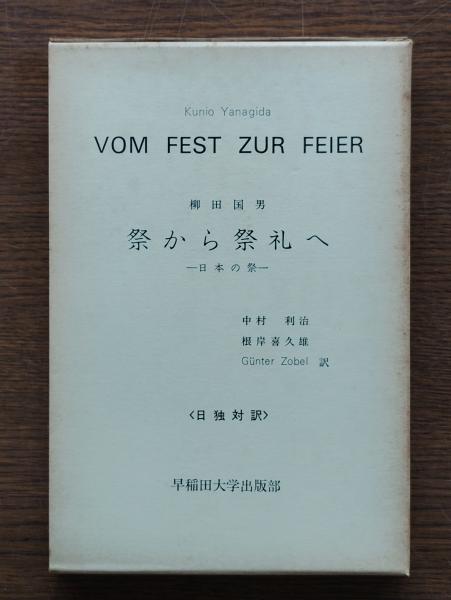 Kunio Yanagida
VOM FEST ZUR FEIER
柳田国男
祭から祭礼へ
―日本の祭―
中村 利治
根岸喜久雄
Günter Zobel 訳
〈日独対訳〉
早稲田大学出版部